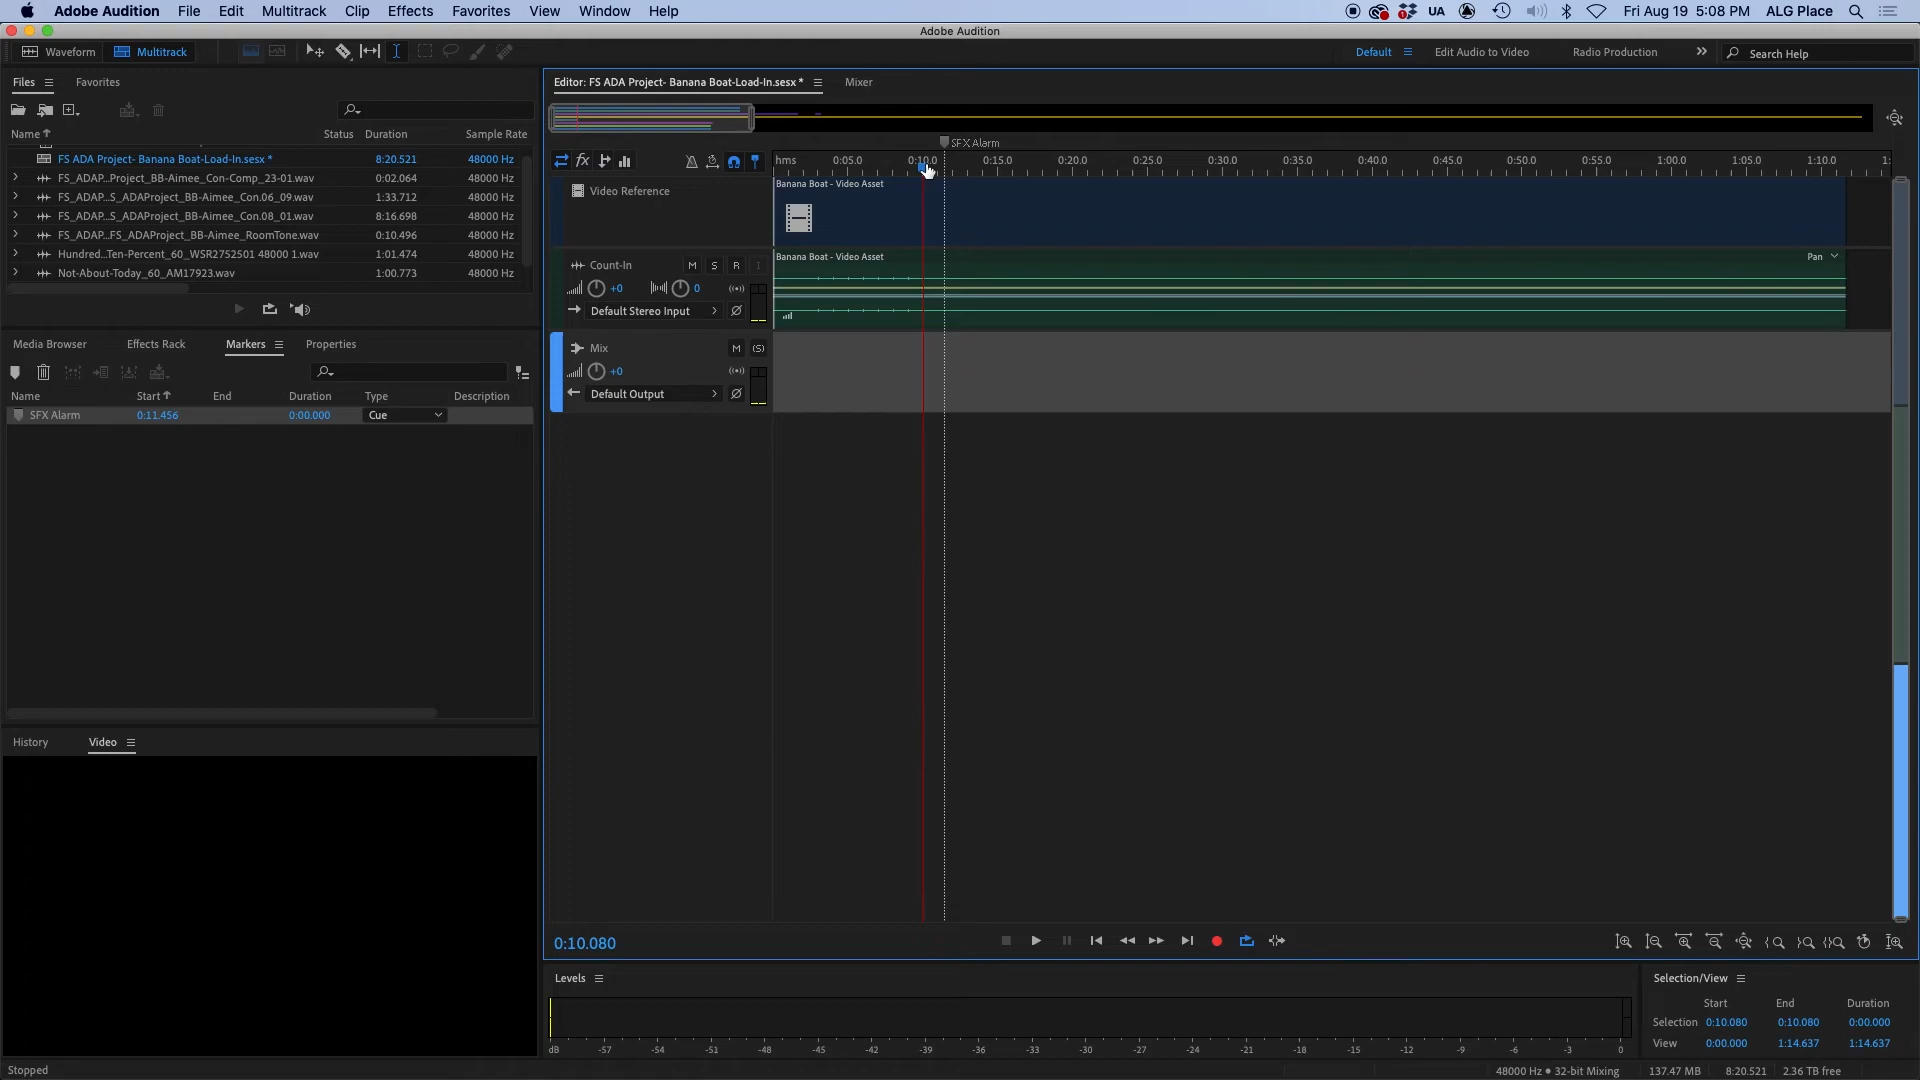 Adobe Audition File Edit Multitrack Clip Effects Favorites View Window Help UA Fri Aug 19 5:08 PM ALG Place
Adobe Audition
Waveform Multitrack Default Edit Audio to Video Radio Production Search Help
Files Favorites
Name Status Duration Sample Rate
FS ADA Project- Banana Boat-Load-In.sesx * 8:20.521 48000 Hz
FS_ADAP...Project_BB-Aimee_Con-Comp_23-01.wav 0:02.064 48000 Hz
FS_ADAP...S_ADAProject_BB-Aimee_Con.06_09.wav 1:33.712 48000 Hz
FS_ADAP...S_ADAProject_BB-Aimee_Con.08_01.wav 8:16.698 48000 Hz
FS_ADAP...FS_ADAProject_BB-Aimee_RoomTone.wav 0:10.496 48000 Hz
Hundred...Ten-Percent_60_WSR2752501 48000 1.wav 1:01.474 48000 Hz
Not-About-Today_60_AM17923.wav 1:00.773 48000 Hz
Media Browser Effects Rack Markers Properties
Name Start End Duration Type Description
SFX Alarm 0:11.456 0:00.000 Cue
History Video
Editor: FS ADA Project- Banana Boat-Load-In.sesx * Mixer
SFX Alarm
hms 0:05.0 0:10.0 0:15.0 0:20.0 0:25.0 0:30.0 0:35.0 0:40.0 0:45.0 0:50.0 0:55.0 1:00.0 1:05.0 1:10.0 1:
Video Reference Banana Boat - Video Asset
Count-In M S R I Banana Boat - Video Asset Pan
+0 0
Default Stereo Input
Mix M (S)
+0
Default Output
0:10.080
Levels
dB -57 -54 -51 -48 -45 -42 -39 -36 -33 -30 -27 -24 -21 -18 -15 -12 -9 -6 -3 0
Selection/View
Start End Duration
Selection 0:10.080 0:10.080 0:00.000
View 0:00.000 1:14.637 1:14.637
Stopped 48000 Hz • 32-bit Mixing 137.47 MB 8:20.521 2.36 TB free